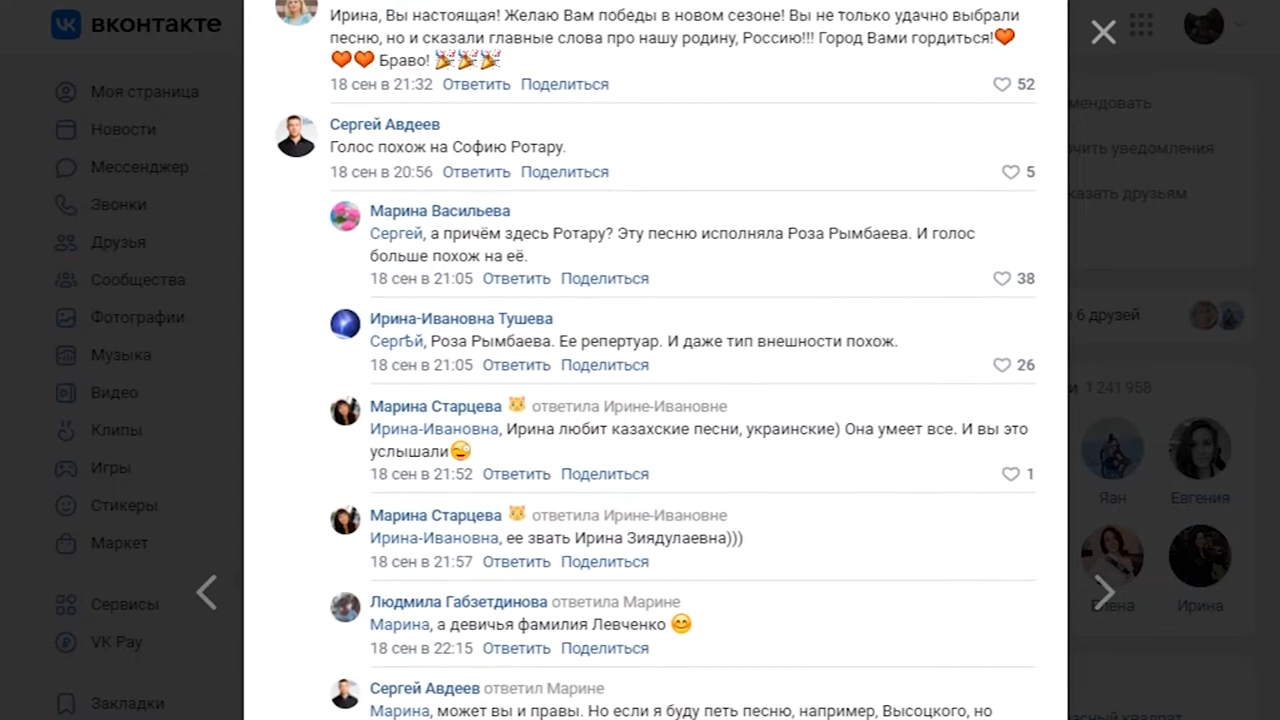 вконтакте
Моя страница
Новости
Мессенджер
Звонки
Друзья
Сообщества
Фотографии
Музыка
Видео
Клипы
Игры
Стикеры
Маркет
Сервисы
VK Pay
Закладки
Ирина, Вы настоящая! Желаю Вам победы в новом сезоне! Вы не только удачно выбрали
песню, но и сказали главные слова про нашу родину, Россию!!! Город Вами гордиться!❤️
❤️❤️ Браво! 🎉🎉🎉
18 сен в 21:32 Ответить Поделиться 52
Сергей Авдеев
Голос похож на Софию Ротару.
18 сен в 20:56 Ответить Поделиться 5
Марина Васильева
Сергей, а причём здесь Ротару? Эту песню исполняла Роза Рымбаева. И голос
больше похож на её.
18 сен в 21:05 Ответить Поделиться 38
Ирина-Ивановна Тушева
Сергѣй, Роза Рымбаева. Ее репертуар. И даже тип внешности похож.
18 сен в 21:05 Ответить Поделиться 26
Марина Старцева 🐱 ответила Ирине-Ивановне
Ирина-Ивановна, Ирина любит казахские песни, украинские) Она умеет все. И вы это
услышали😜
18 сен в 21:52 Ответить Поделиться 1
Марина Старцева 🐱 ответила Ирине-Ивановне
Ирина-Ивановна, ее звать Ирина Зиядулаевна)))
18 сен в 21:57 Ответить Поделиться
Людмила Габзетдинова ответила Марине
Марина, а девичья фамилия Левченко 😊
18 сен в 22:15 Ответить Поделиться
Сергей Авдеев ответил Марине
Марина, может вы и правы. Но если я буду петь песню, например, Высоцкого, но
6 друзей
1 241 958
Яан
Евгения
Елена
Ирина